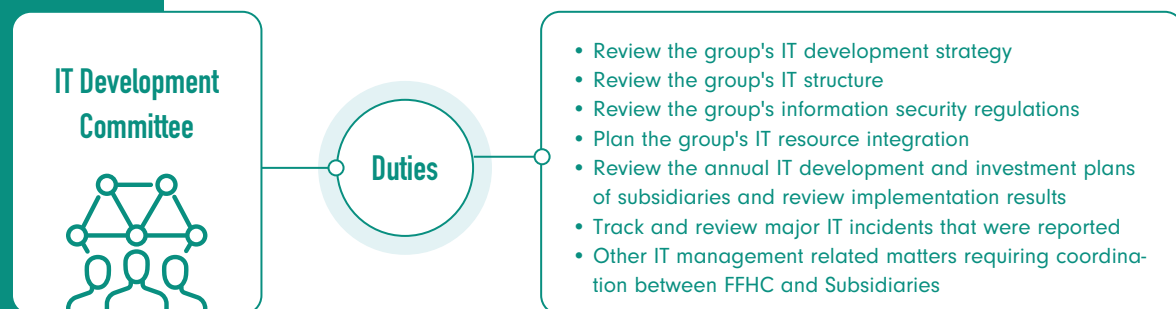 IT Development
Committee
Duties
• Review the group's IT development strategy
• Review the group's IT structure
• Review the group's information security regulations
• Plan the group's IT resource integration
• Review the annual IT development and investment plans
of subsidiaries and review implementation results
• Track and review major IT incidents that were reported
• Other IT management related matters requiring coordina-
tion between FFHC and Subsidiaries